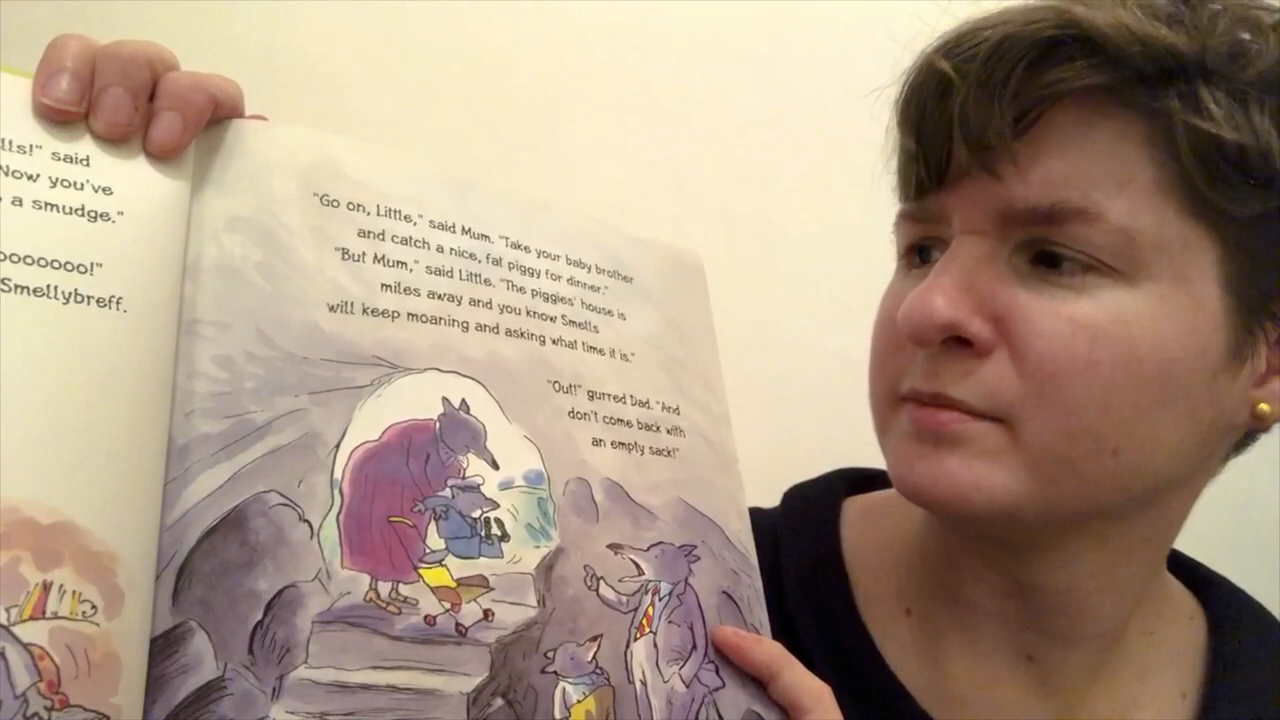 lls!" said
Now you've
a smudge."
ooooooo!"
Smellybreff.
"Go on, Little," said Mum. "Take your baby brother
and catch a nice, fat piggy for dinner."
"But Mum," said Little. "The piggies' house is
miles away and you know Smells
will keep moaning and asking what time it is."
"Out!" gurred Dad. "And
don't come back with
an empty sack!"